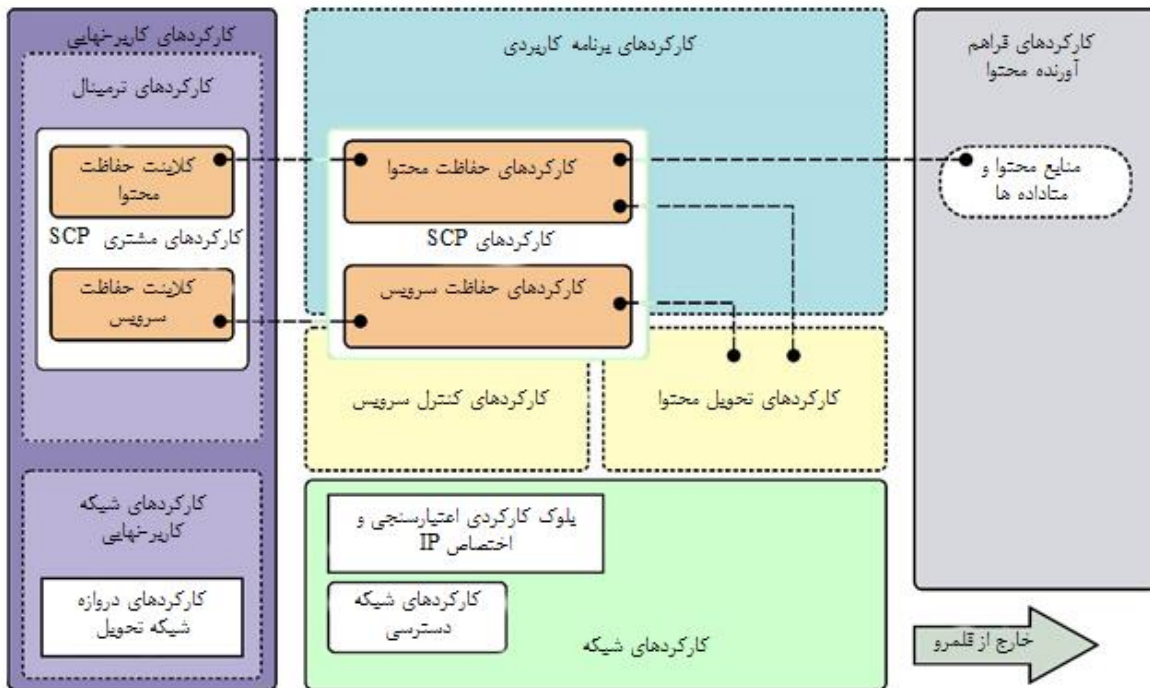 کارکردهای کاربر-نهایی
کارکردهای ترمینال
کلاینت حفاظت
محتوا
کارکردهای مشتری SCP
کلاینت حفاظت
سرویس
کارکردهای شبکه
کاربر-نهایی
کارکردهای دروازه
شبکه تحویل
کارکردهای برنامه کاربردی
کارکردهای حفاظت محتوا
کارکردهای SCP
کارکردهای حفاظت سرویس
کارکردهای کنترل سرویس
کارکردهای تحویل محتوا
بلوک کارکردی اعتبارسنجی و
اختصاص IP
کارکردهای شبکه
دسترسی
کارکردهای شبکه
کارکردهای فراهم
آورنده محتوا
منابع محتوا و
متاداده ها
خارج از قلمرو